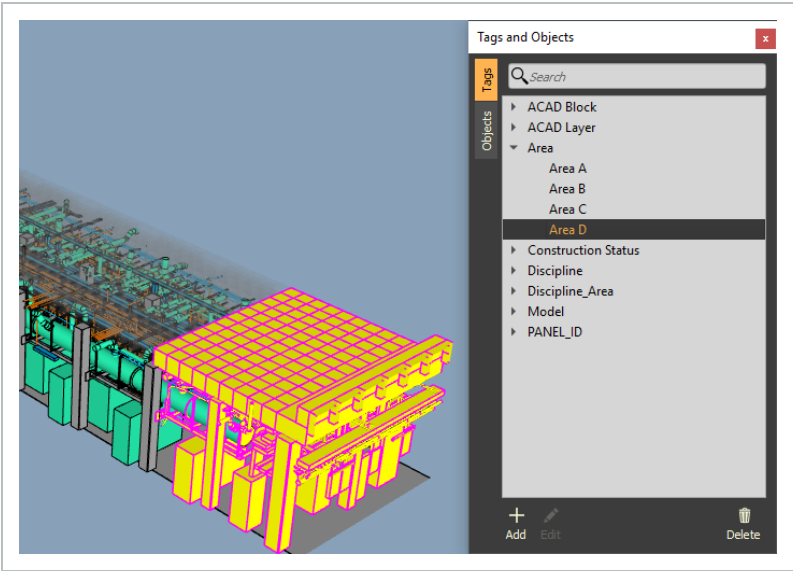 Tags and Objects
x
Tags
Objects
Search
ACAD Block
ACAD Layer
Area
Area A
Area B
Area C
Area D
Construction Status
Discipline
Discipline_Area
Model
PANEL_ID
Add
Edit
Delete